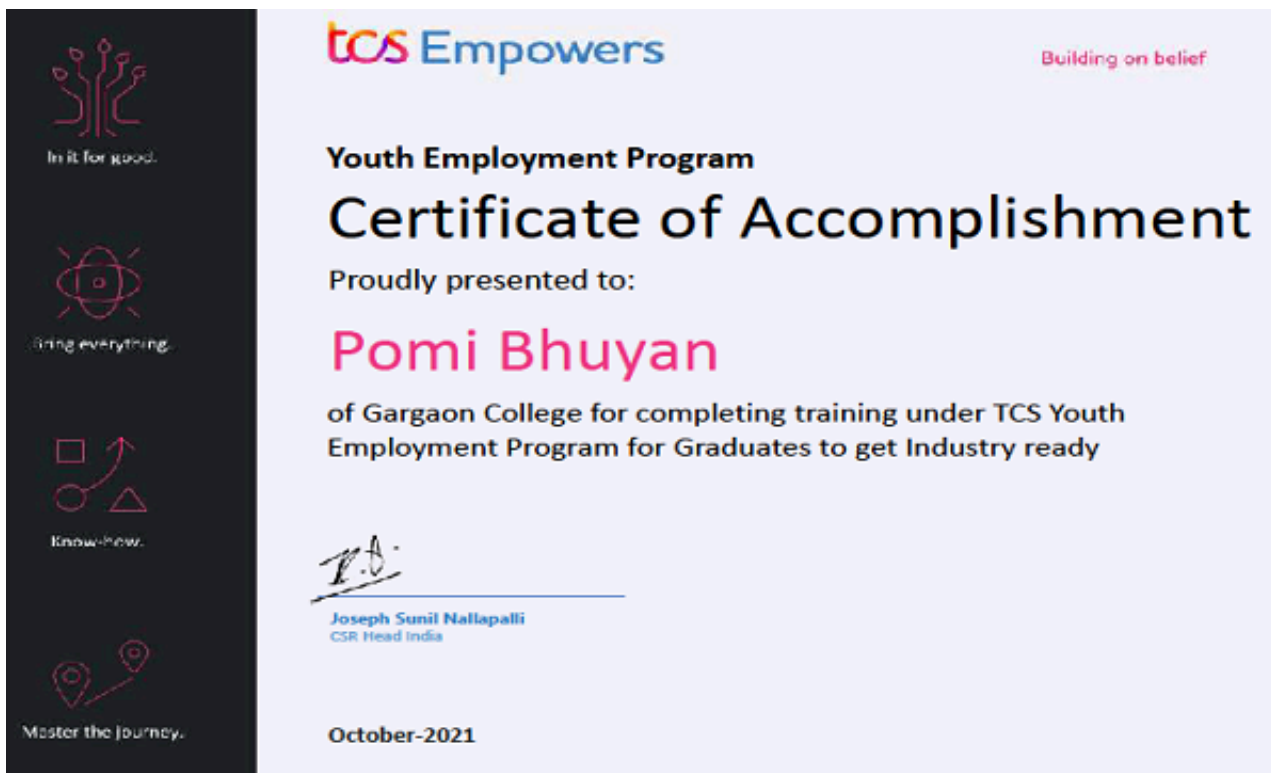 In it for good.
Bring everything.
Know-how.
Master the journey.
tcs Empowers
Building on belief
Youth Employment Program
Certificate of Accomplishment
Proudly presented to:
Pomi Bhuyan
of Gargaon College for completing training under TCS Youth
Employment Program for Graduates to get Industry ready
Joseph Sunil Nallapalli
CSR Head India
October-2021